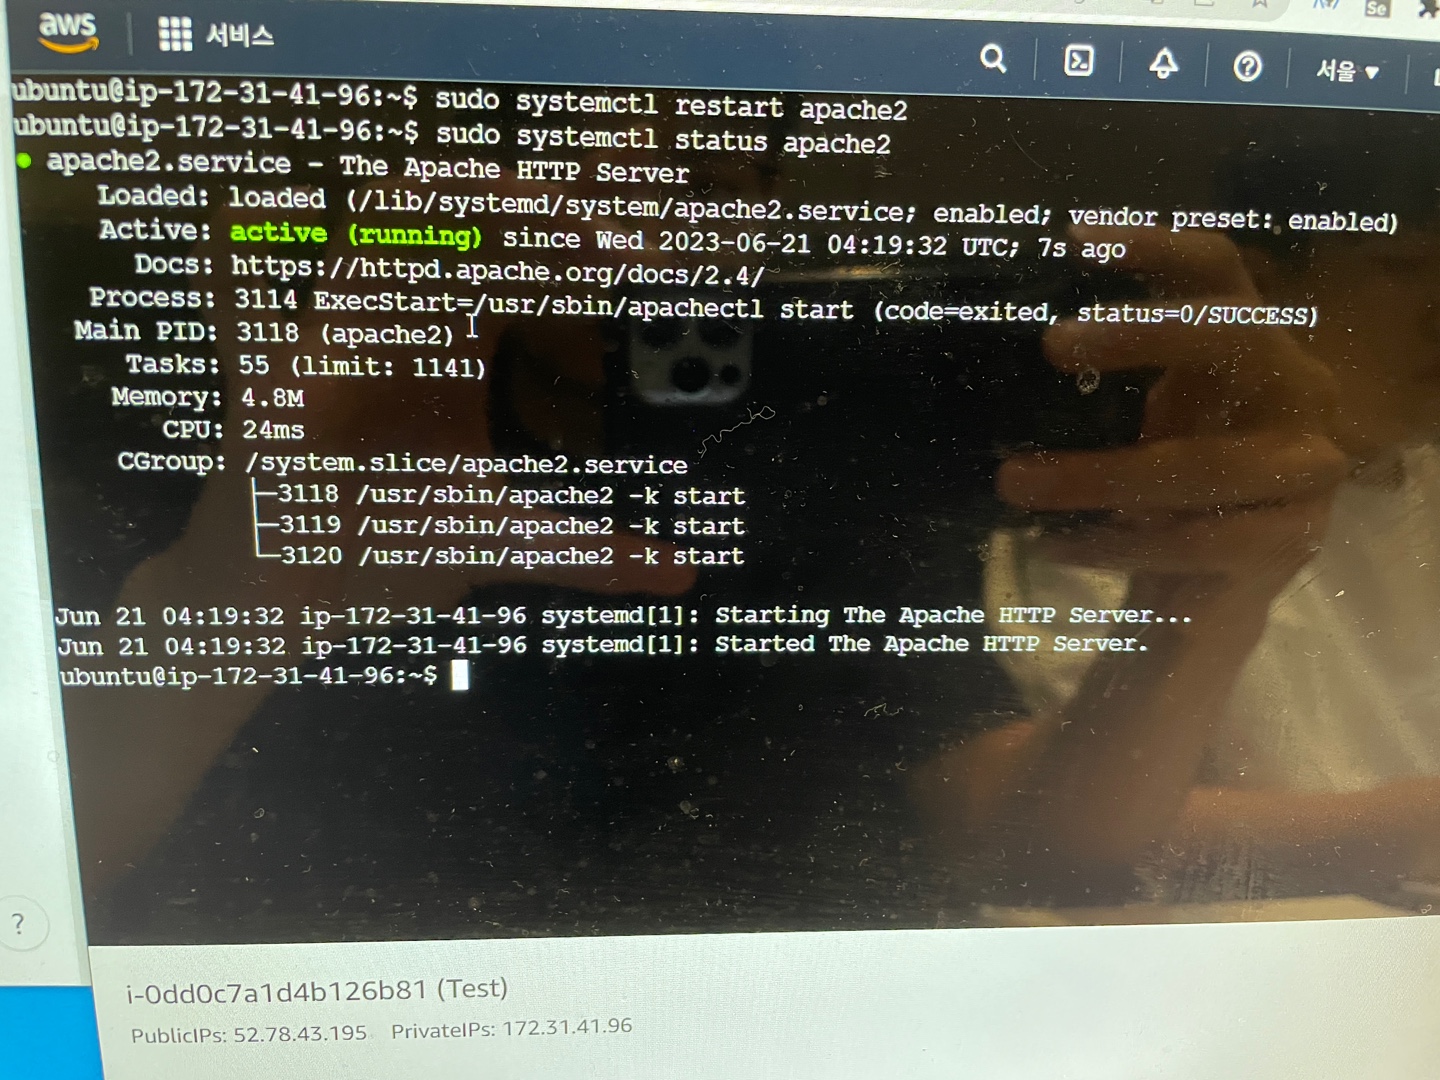 aws 서비스 서울
ubuntu@ip-172-31-41-96:~$ sudo systemctl restart apache2
ubuntu@ip-172-31-41-96:~$ sudo systemctl status apache2
● apache2.service - The Apache HTTP Server
Loaded: loaded (/lib/systemd/system/apache2.service; enabled; vendor preset: enabled)
Active: active (running) since Wed 2023-06-21 04:19:32 UTC; 7s ago
Docs: https://httpd.apache.org/docs/2.4/
Process: 3114 ExecStart=/usr/sbin/apachectl start (code=exited, status=0/SUCCESS)
Main PID: 3118 (apache2)
Tasks: 55 (limit: 1141)
Memory: 4.8M
CPU: 24ms
CGroup: /system.slice/apache2.service
├─3118 /usr/sbin/apache2 -k start
├─3119 /usr/sbin/apache2 -k start
└─3120 /usr/sbin/apache2 -k start
Jun 21 04:19:32 ip-172-31-41-96 systemd[1]: Starting The Apache HTTP Server...
Jun 21 04:19:32 ip-172-31-41-96 systemd[1]: Started The Apache HTTP Server.
ubuntu@ip-172-31-41-96:~$
?
i-0dd0c7a1d4b126b81 (Test)
PublicIPs: 52.78.43.195 PrivateIPs: 172.31.41.96